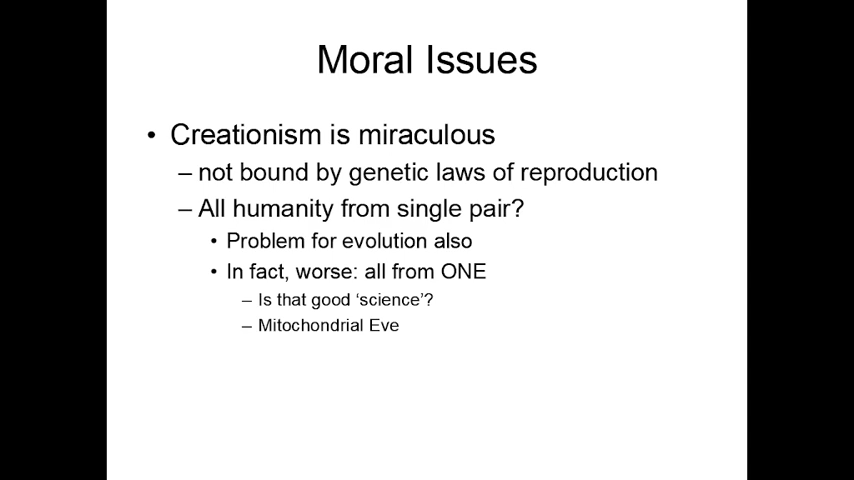 Moral Issues
• Creationism is miraculous
– not bound by genetic laws of reproduction
– All humanity from single pair?
• Problem for evolution also
• In fact, worse: all from ONE
– Is that good ‘science’?
– Mitochondrial Eve